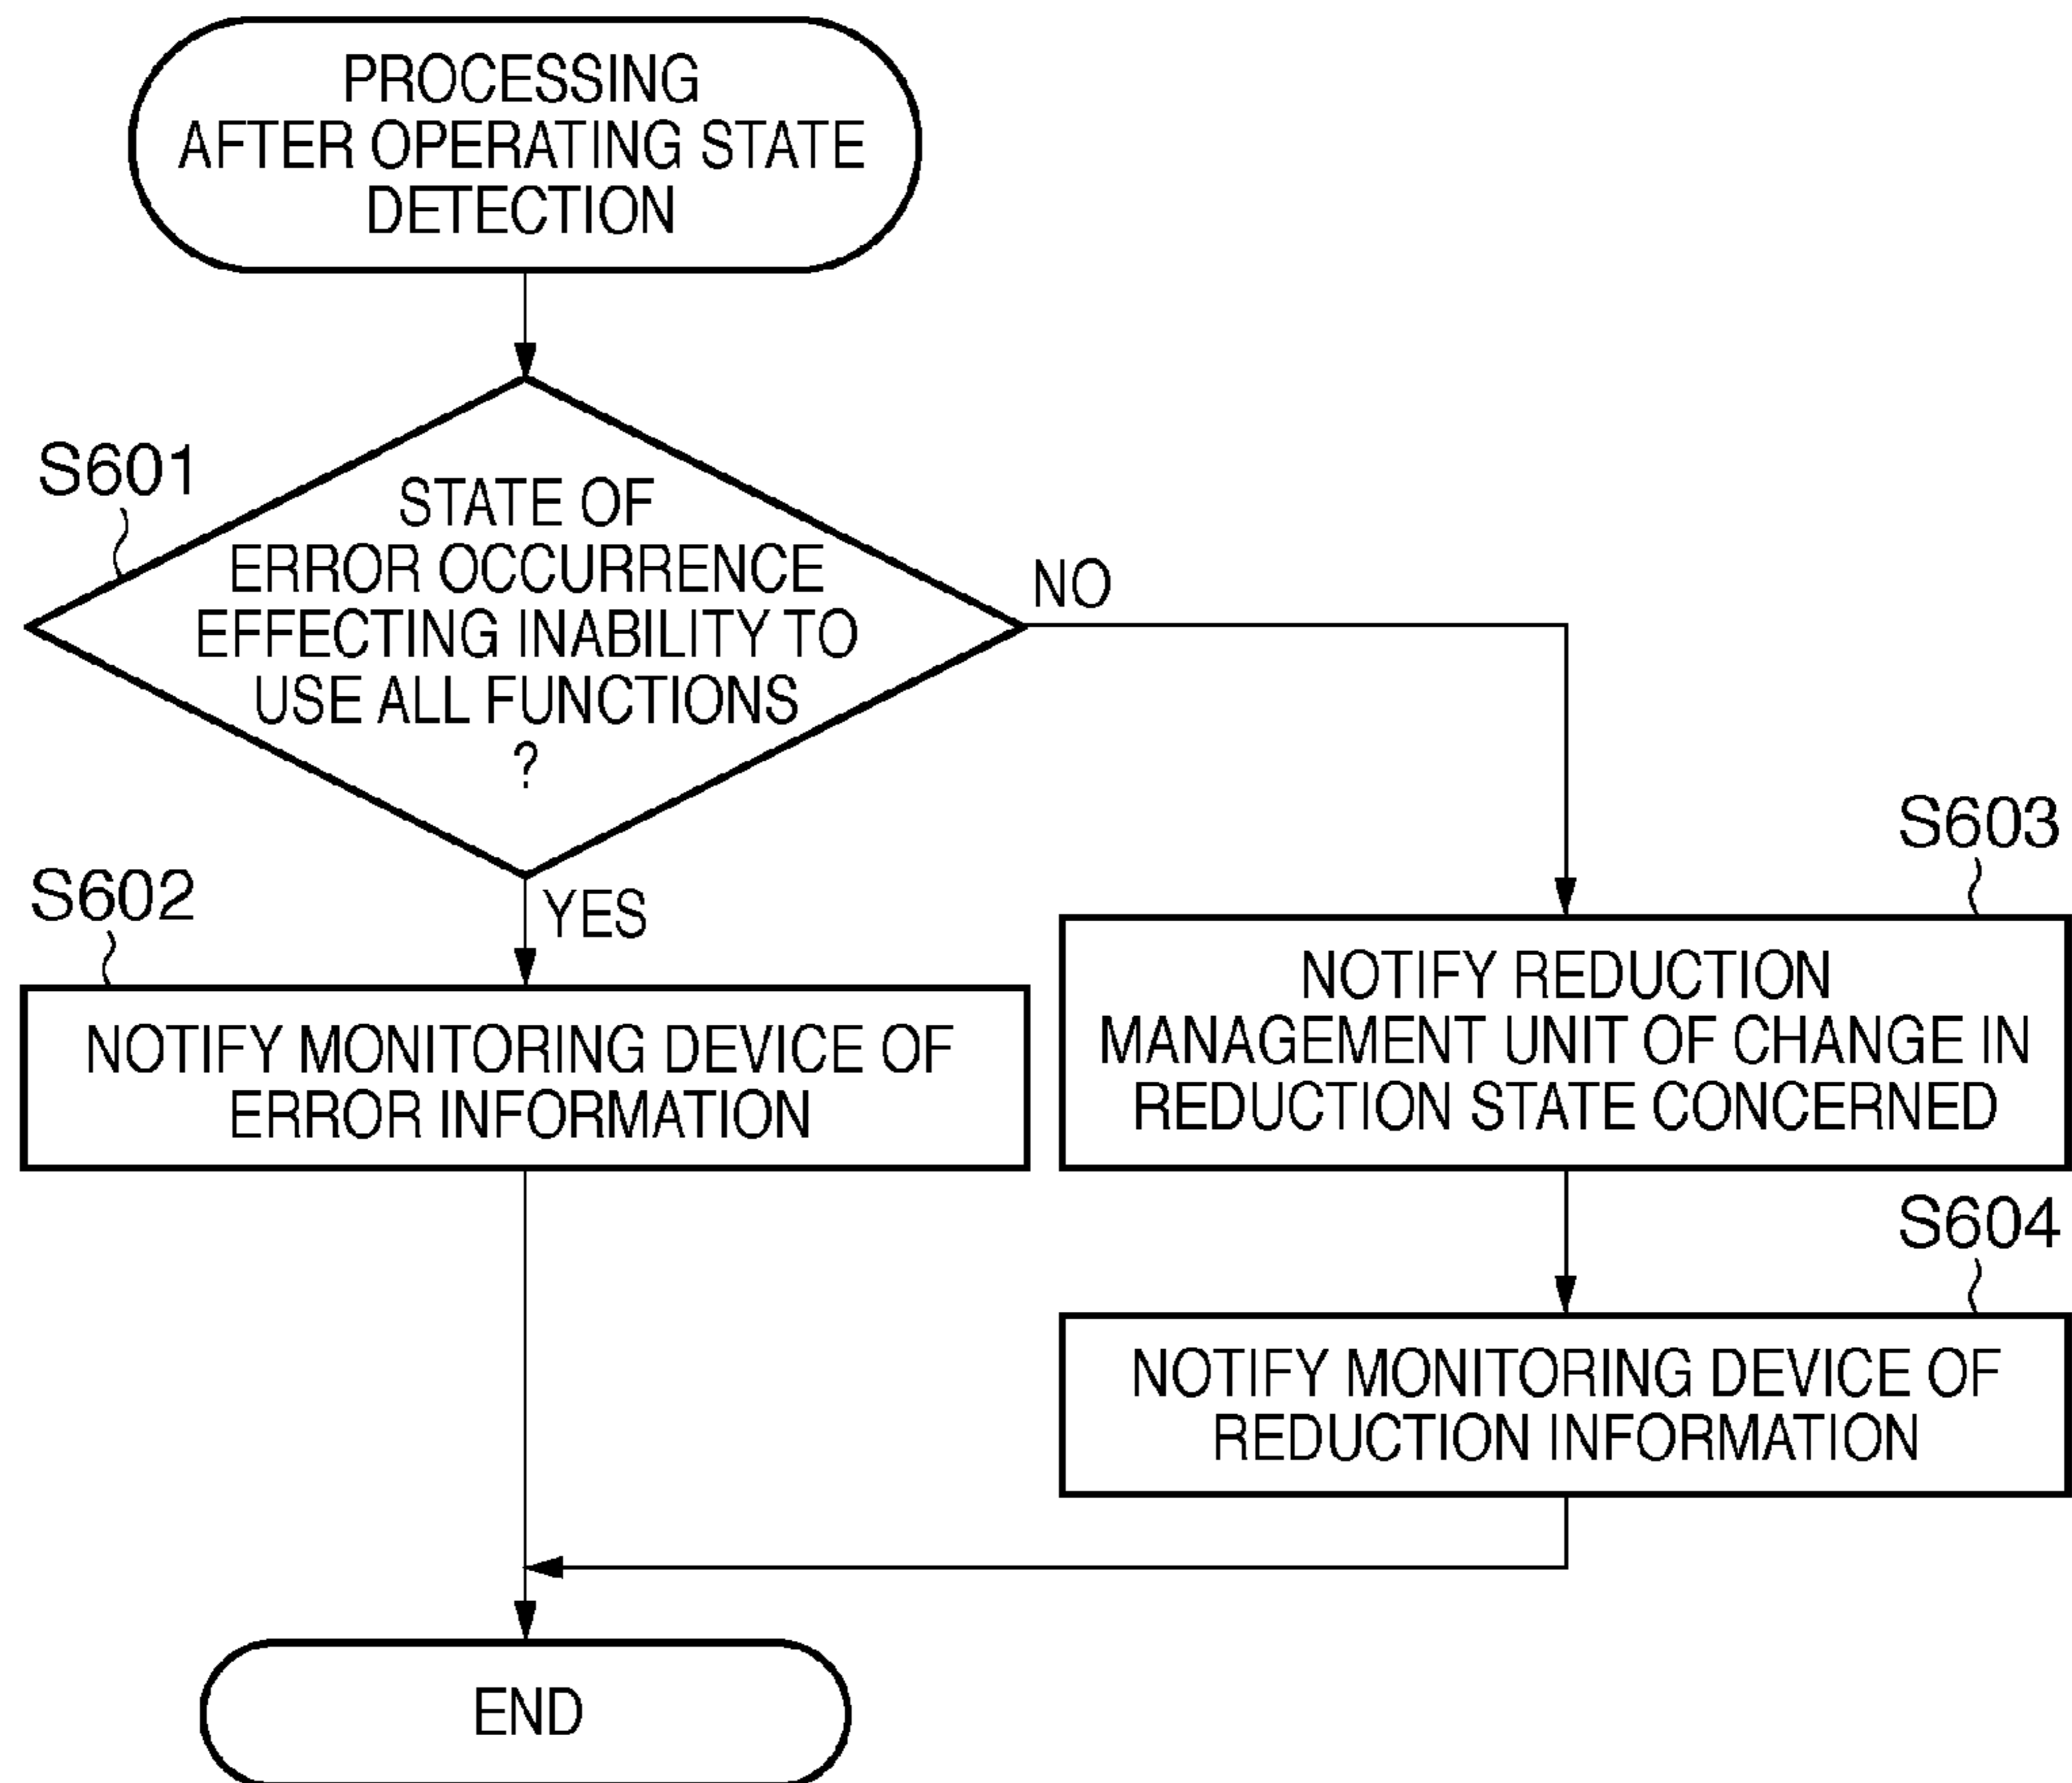 PROCESSING
AFTER OPERATING STATE
DETECTION
S601
STATE OF
ERROR OCCURRENCE
EFFECTING INABILITY TO
USE ALL FUNCTIONS
?
NO
YES
S602
NOTIFY MONITORING DEVICE OF
ERROR INFORMATION
S603
NOTIFY REDUCTION
MANAGEMENT UNIT OF CHANGE IN
REDUCTION STATE CONCERNED
S604
NOTIFY MONITORING DEVICE OF
REDUCTION INFORMATION
END